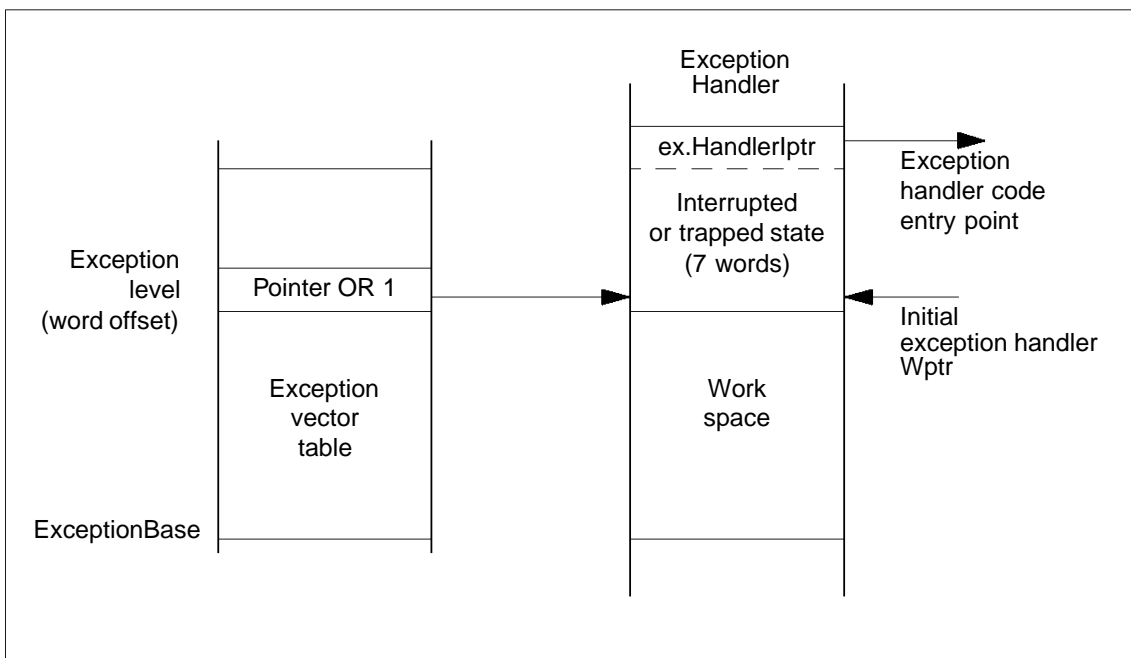 Exception
level
(word offset)
Pointer OR 1
Exception
vector
table
ExceptionBase
Exception
Handler
ex.HandlerIptr
Interrupted
or trapped state
(7 words)
Work
space
Exception
handler code
entry point
Initial
exception handler
Wptr